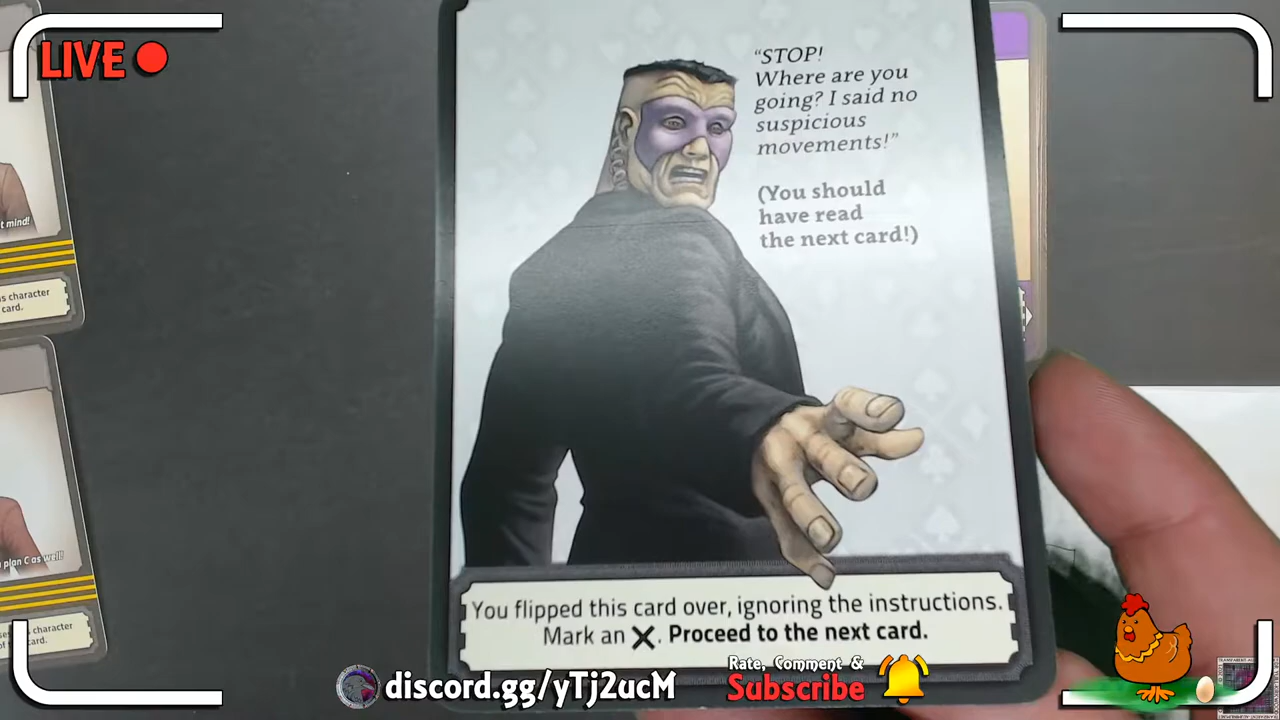 LIVE
"STOP!
Where are you
going? I said no
suspicious
movements!"
(You should
have read
the next card!)
t mind!
s character
card.
plan C as well!
character
card.
You flipped this card over, ignoring the instructions.
Mark an X. Proceed to the next card.
discord.gg/yTj2ucM
Rate, Comment &
Subscribe